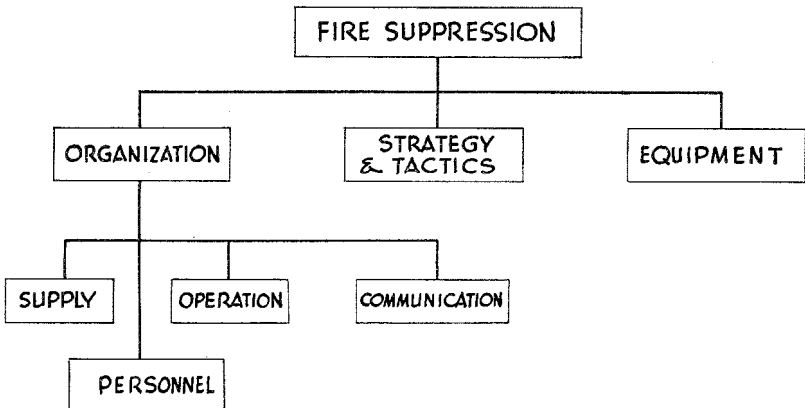 FIRE SUPPRESSION
ORGANIZATION
STRATEGY
& TACTICS
EQUIPMENT
SUPPLY
OPERATION
COMMUNICATION
PERSONNEL